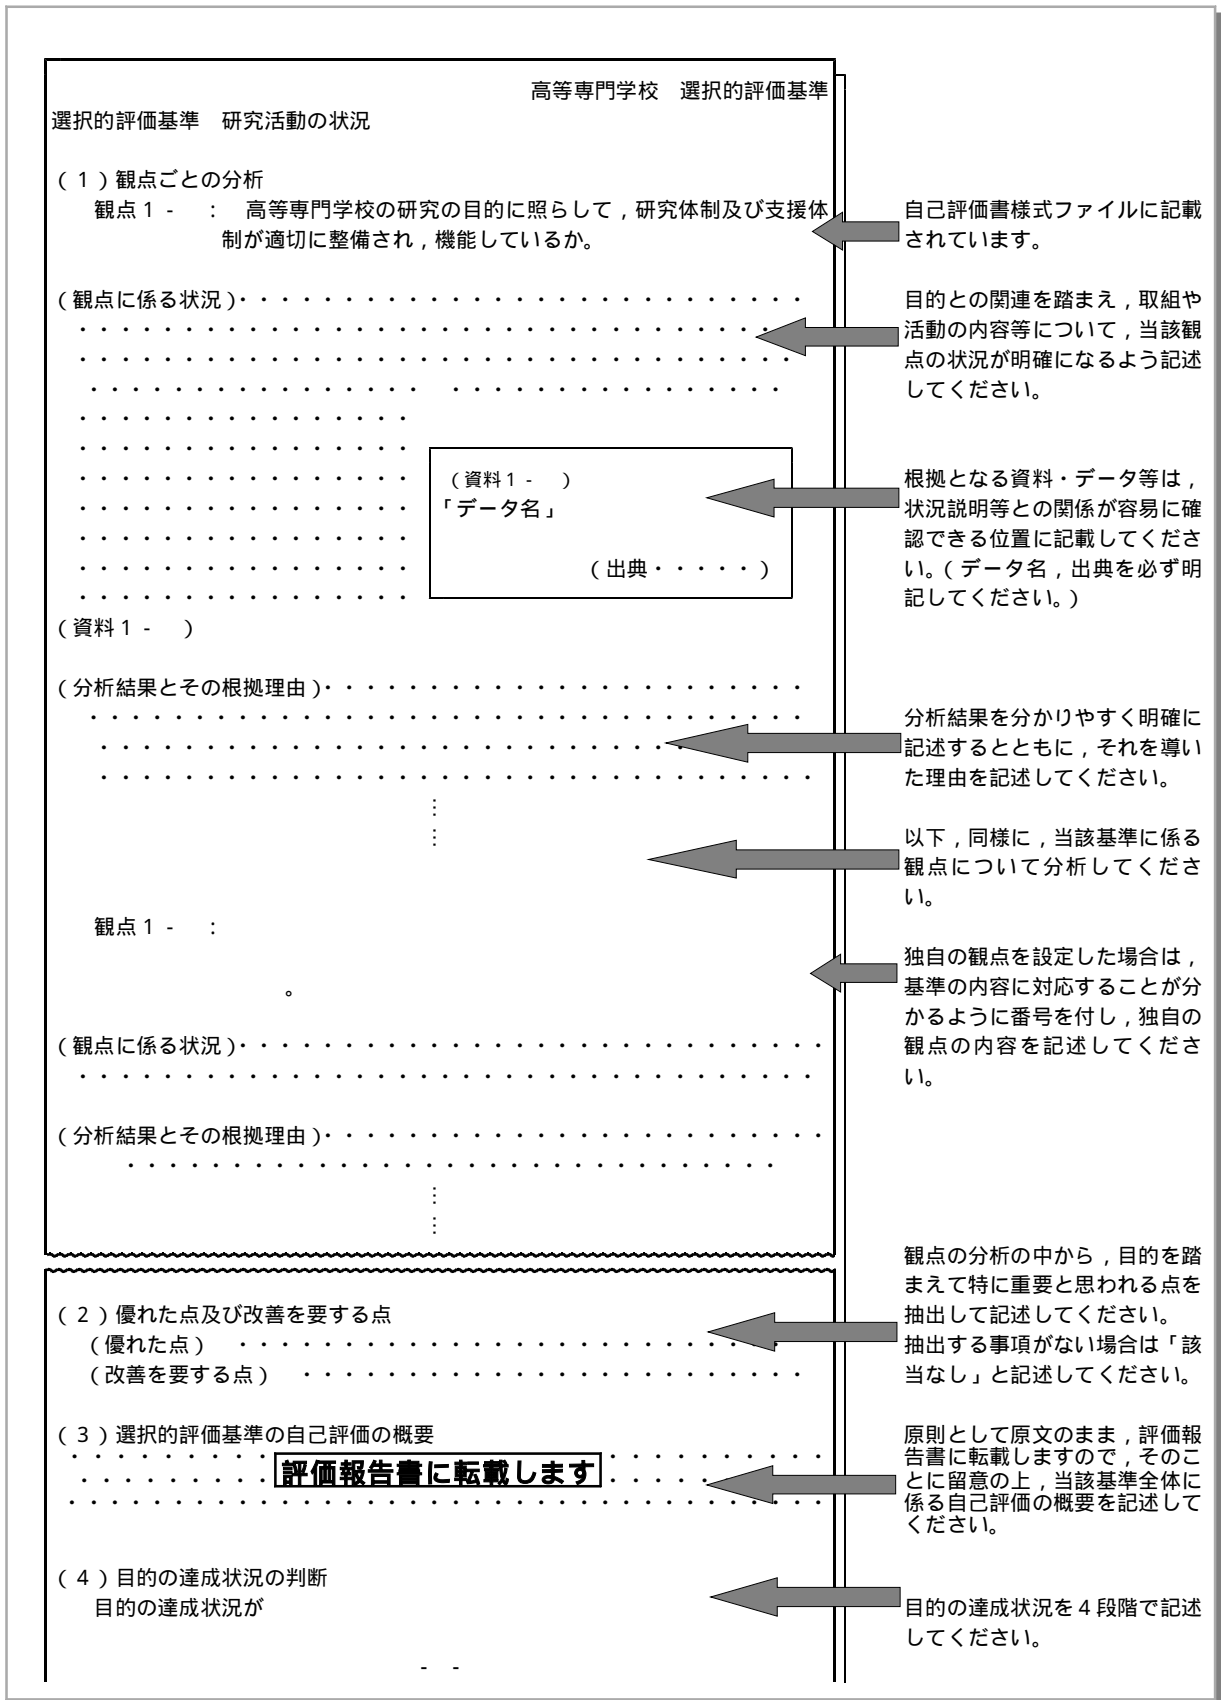 高等専門学校　選択的評価基準
選択的評価基準　研究活動の状況
（１）観点ごとの分析
観点１－　：　高等専門学校の研究の目的に照らして，研究体制及び支援体
制が適切に整備され，機能しているか。
（観点に係る状況）・・・・・・・・・・・・・・・・・・・・・・・・・・・
・・・・・・・・・・・・・・・・・・・・・・・・・・・・・・・・・
・・・・・・・・・・・・・・・・・・・・・・・・・・・・・・・・・・
・・・・・・・・・・・・・・・・　・・・・・・・・・・・・・・・・
・・・・・・・・・・・・・・・・
・・・・・・・・・・・・・・・・
・・・・・・・・・・・・・・・・
・・・・・・・・・・・・・・・・
・・・・・・・・・・・・・・・・
・・・・・・・・・・・・・・・・
・・・・・・・・・・・・・・・・
（資料１－　）
（資料１－　）
「データ名」
（出典・・・・・）
（分析結果とその根拠理由）・・・・・・・・・・・・・・・・・・・・・・・
・・・・・・・・・・・・・・・・・・・・・・・・・・・・・・・・・・
・・・・・・・・・・・・・・・・・・・・・・・・・・・・
・・・・・・・・・・・・・・・・・・・・・・・・・・・・・・・・・・
…
…
観点１－　：
。
（観点に係る状況）・・・・・・・・・・・・・・・・・・・・・・・・・・・・
・・・・・・・・・・・・・・・・・・・・・・・・・・・・・・・・・・・
（分析結果とその根拠理由）・・・・・・・・・・・・・・・・・・・・・・・・
・・・・・・・・・・・・・・・・・・・・・・・・・・・・・・・
…
…
（２）優れた点及び改善を要する点
（優れた点）　・・・・・・・・・・・・・・・・・・・・・・・・・・
（改善を要する点）　・・・・・・・・・・・・・・・・・・・・・・・・
（３）選択的評価基準の自己評価の概要
・・・・・・・・・・評価報告書に転載します・・・・・・・・・・・
・・・・・・・・・・・・・・
・・・・・・・・・・・・・・・・・・・・・・・・・・・・・・・・・・・・
（４）目的の達成状況の判断
目的の達成状況が
-　-
自己評価書様式ファイルに記載
されています。
目的との関連を踏まえ，取組や
活動の内容等について，当該観
点の状況が明確になるよう記述
してください。
根拠となる資料・データ等は，
状況説明等との関係が容易に確
認できる位置に記載してくださ
い。（データ名，出典を必ず明
記してください。）
分析結果を分かりやすく明確に
記述するとともに，それを導い
た理由を記述してください。
以下，同様に，当該基準に係る
観点について分析してくださ
い。
独自の観点を設定した場合は，
基準の内容に対応することが分
かるように番号を付し，独自の
観点の内容を記述してくださ
い。
観点の分析の中から，目的を踏
まえて特に重要と思われる点を
抽出して記述してください。
抽出する事項がない場合は「該
当なし」と記述してください。
原則として原文のまま，評価報
告書に転載しますので，そのこ
とに留意の上，当該基準全体に
係る自己評価の概要を記述して
ください。
目的の達成状況を４段階で記述
してください。